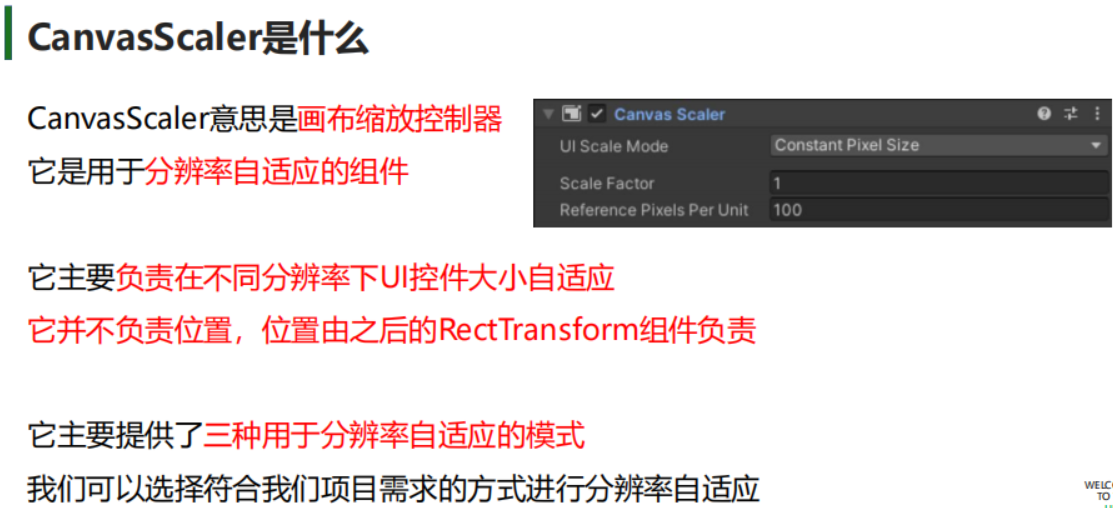 CanvasScaler是什么
CanvasScaler意思是画布缩放控制器
它是用于分辨率自适应的组件
Canvas Scaler
UI Scale Mode
Constant Pixel Size
Scale Factor
1
Reference Pixels Per Unit
100
它主要负责在不同分辨率下UI控件大小自适应
它并不负责位置，位置由之后的RectTransform组件负责
它主要提供了三种用于分辨率自适应的模式
我们可以选择符合我们项目需求的方式进行分辨率自适应
TO